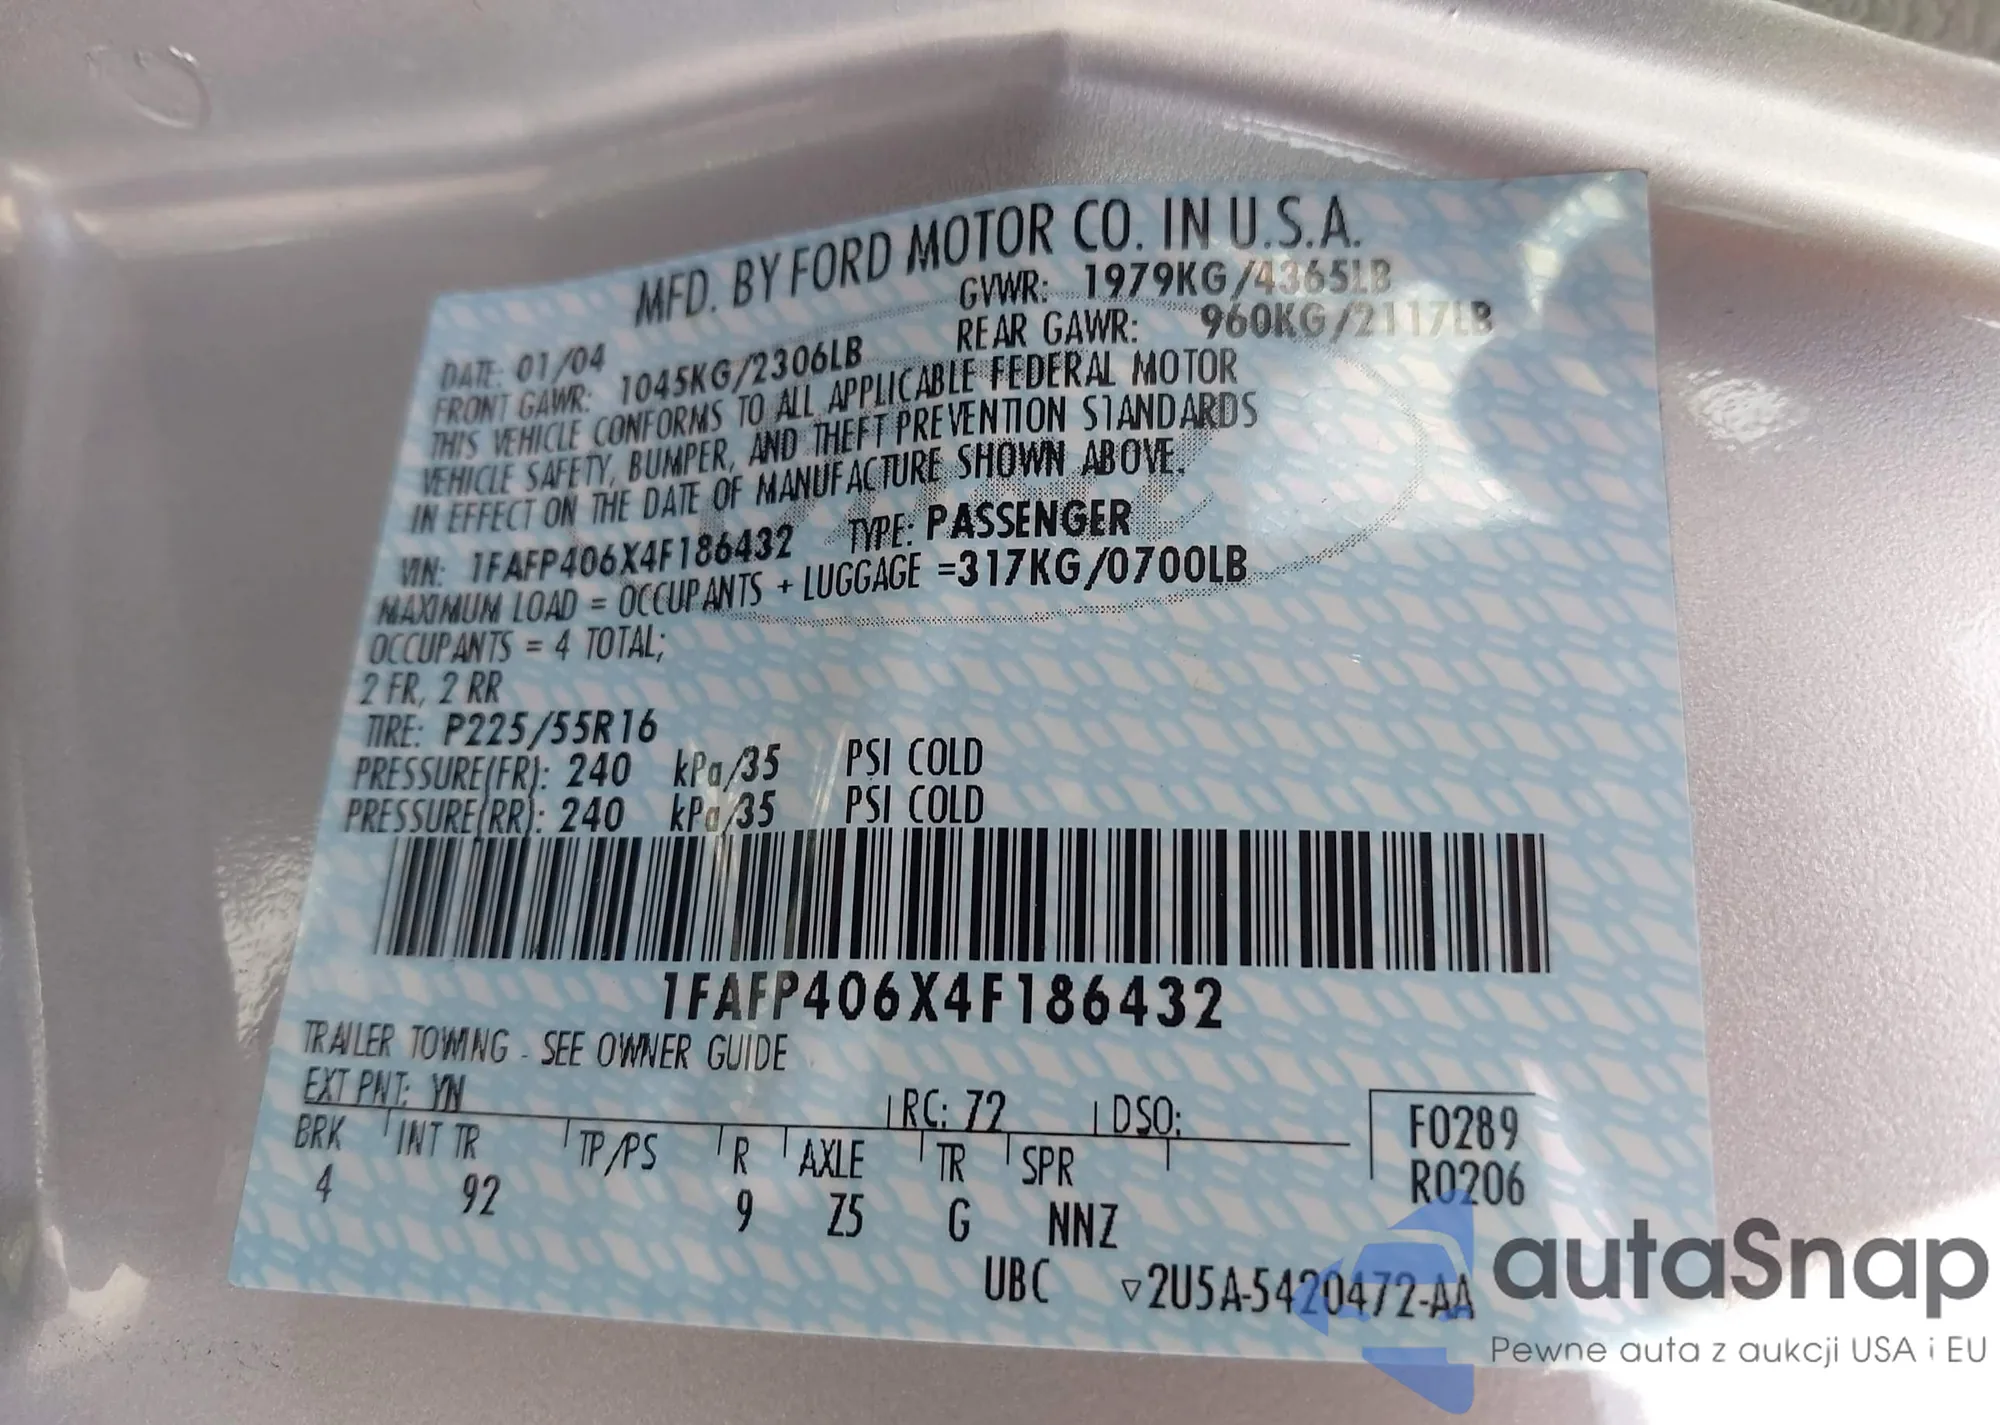 MFD. BY FORD MOTOR CO. IN U.S.A.
DATE: 01/04 GVWR: 1979KG/4365LB
FRONT GAWR: 1045KG/2306LB REAR GAWR: 960KG/2117LB
THIS VEHICLE CONFORMS TO ALL APPLICABLE FEDERAL MOTOR
VEHICLE SAFETY, BUMPER, AND THEFT PREVENTION STANDARDS
IN EFFECT ON THE DATE OF MANUFACTURE SHOWN ABOVE.
VIN: 1FAFP406X4F186432 TYPE: PASSENGER
MAXIMUM LOAD = OCCUPANTS + LUGGAGE =317KG/0700LB
OCCUPANTS = 4 TOTAL;
2 FR, 2 RR
TIRE: P225/55R16
PRESSURE(FR): 240 kPa/35 PSI COLD
PRESSURE(RR): 240 kPa/35 PSI COLD
1FAFP406X4F186432
TRAILER TOWING - SEE OWNER GUIDE
EXT PNT: YN RC: 72 DSO: F0289
BRK INT TR TP/PS R AXLE TR SPR R0206
4 92 9 Z5 G NNZ
UBC ▽2U5A-5420472-AA
autaSnap
Pewne auta z aukcji USA i EU